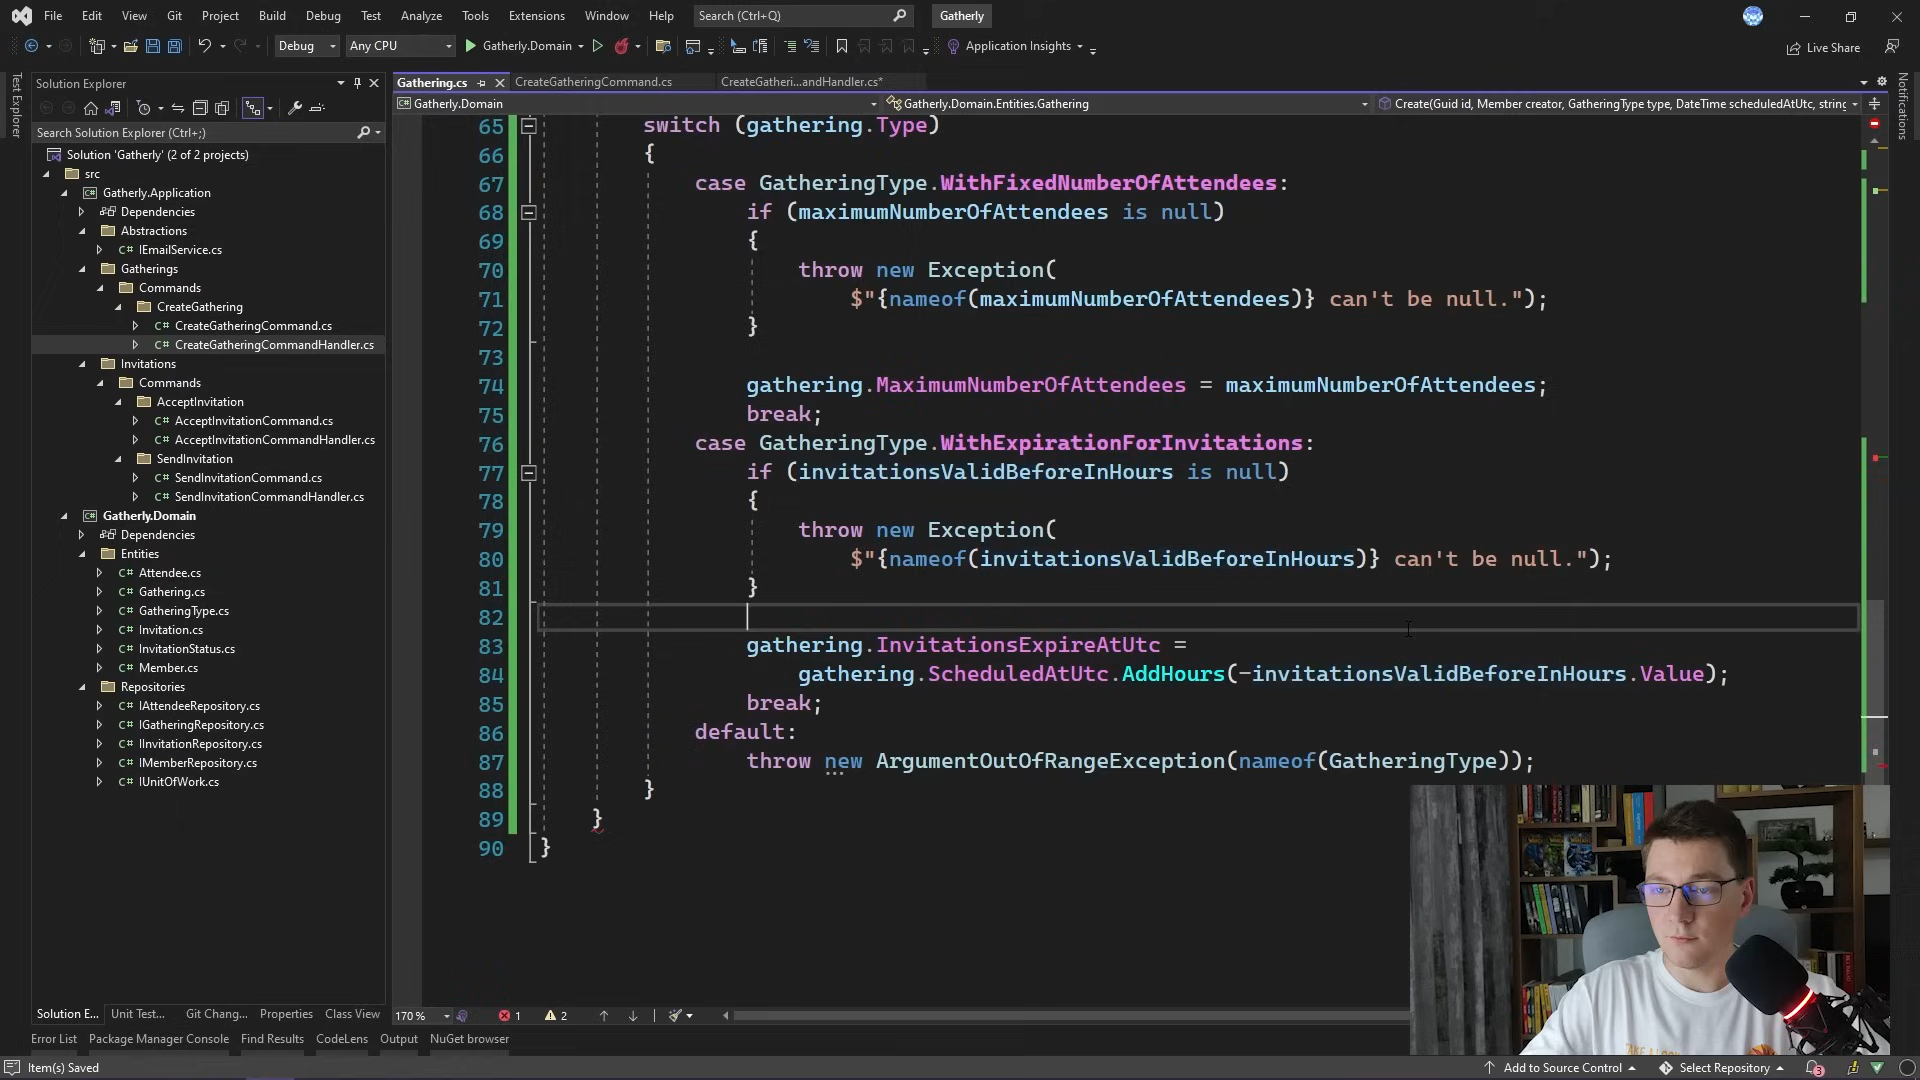 File Edit View Git Project Build Debug Test Analyze Tools Extensions Window Help Search (Ctrl+Q) Gatherly
Debug Any CPU Gatherly.Domain Application Insights Live Share
Test Explorer
Solution Explorer
Search Solution Explorer (Ctrl+;)
Solution 'Gatherly' (2 of 2 projects)
src
Gatherly.Application
Dependencies
Abstractions
C# IEmailService.cs
Gatherings
Commands
CreateGathering
C# CreateGatheringCommand.cs
C# CreateGatheringCommandHandler.cs
Invitations
Commands
AcceptInvitation
C# AcceptInvitationCommand.cs
C# AcceptInvitationCommandHandler.cs
SendInvitation
C# SendInvitationCommand.cs
C# SendInvitationCommandHandler.cs
Gatherly.Domain
Dependencies
Entities
C# Attendee.cs
C# Gathering.cs
C# GatheringType.cs
C# Invitation.cs
C# InvitationStatus.cs
C# Member.cs
Repositories
C# IAttendeeRepository.cs
C# IGatheringRepository.cs
C# IInvitationRepository.cs
C# IMemberRepository.cs
C# IUnitOfWork.cs
Solution E... Unit Test... Git Chang... Properties Class View
Gathering.cs CreateGatheringCommand.cs CreateGatheri...andHandler.cs*
Gatherly.Domain Gatherly.Domain.Entities.Gathering Create(Guid id, Member creator, GatheringType type, DateTime scheduledAtUtc, string
Notifications
65 switch (gathering.Type)
66 {
67 case GatheringType.WithFixedNumberOfAttendees:
68 if (maximumNumberOfAttendees is null)
69 {
70 throw new Exception(
71 $"{nameof(maximumNumberOfAttendees)} can't be null.");
72 }
73
74 gathering.MaximumNumberOfAttendees = maximumNumberOfAttendees;
75 break;
76 case GatheringType.WithExpirationForInvitations:
77 if (invitationsValidBeforeInHours is null)
78 {
79 throw new Exception(
80 $"{nameof(invitationsValidBeforeInHours)} can't be null.");
81 }
82
83 gathering.InvitationsExpireAtUtc =
84 gathering.ScheduledAtUtc.AddHours(-invitationsValidBeforeInHours.Value);
85 break;
86 default:
87 throw new ArgumentOutOfRangeException(nameof(GatheringType));
88 }
89 }
90 }
170 % 1 2
Error List Package Manager Console Find Results CodeLens Output NuGet browser
Item(s) Saved Add to Source Control Select Repository 3